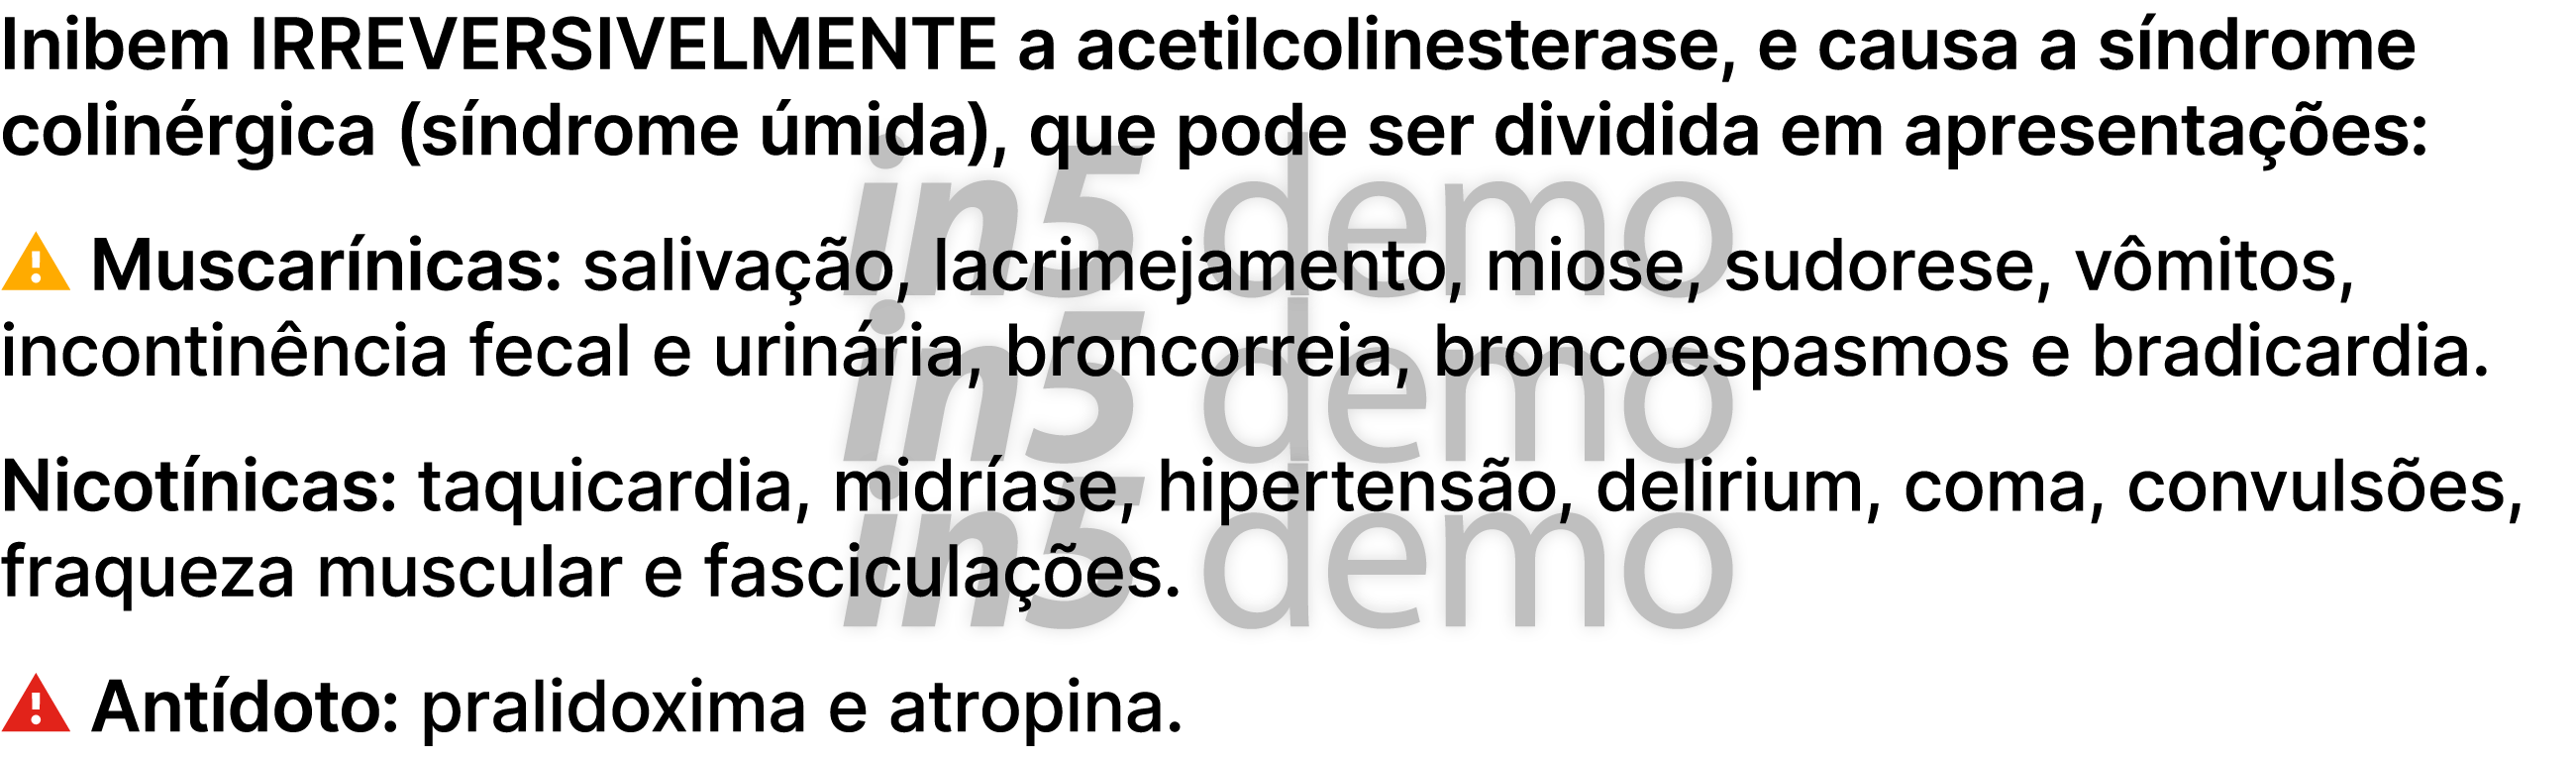 Inibem IRREVERSIVELMENTE a acetilcolinesterase, e causa a síndrome
colinérgica (síndrome úmida), que pode ser dividida em apresentações:
in5 demo
Muscarínicas: salivação, lacrimejamento, miose, sudorese, vômitos,
incontinência fecal e urinária, broncorreia, broncoespasmos e bradicardia.
in5 demo
Nicotínicas: taquicardia, midríase, hipertensão, delirium, coma, convulsões,
fraqueza muscular e fasciculações.
in5 demo
Antídoto: pralidoxima e atropina.